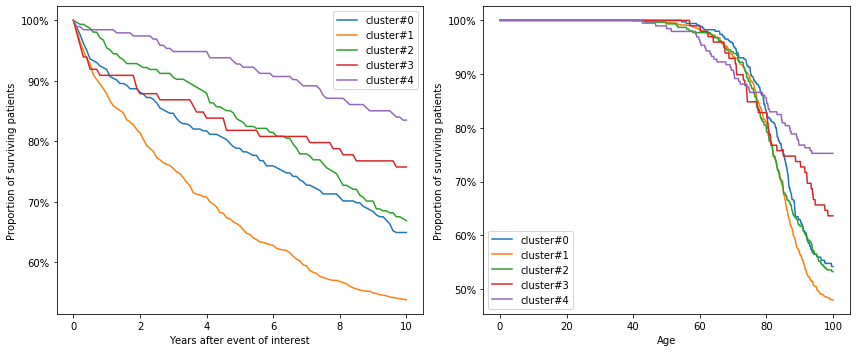 100%
90%
80%
70%
60%
0
2
4
6
8
10
Proportion of surviving patients
Years after event of interest
cluster#0
cluster#1
cluster#2
cluster#3
cluster#4
100%
90%
80%
70%
60%
50%
0
20
40
60
80
100
Proportion of surviving patients
Age
cluster#0
cluster#1
cluster#2
cluster#3
cluster#4